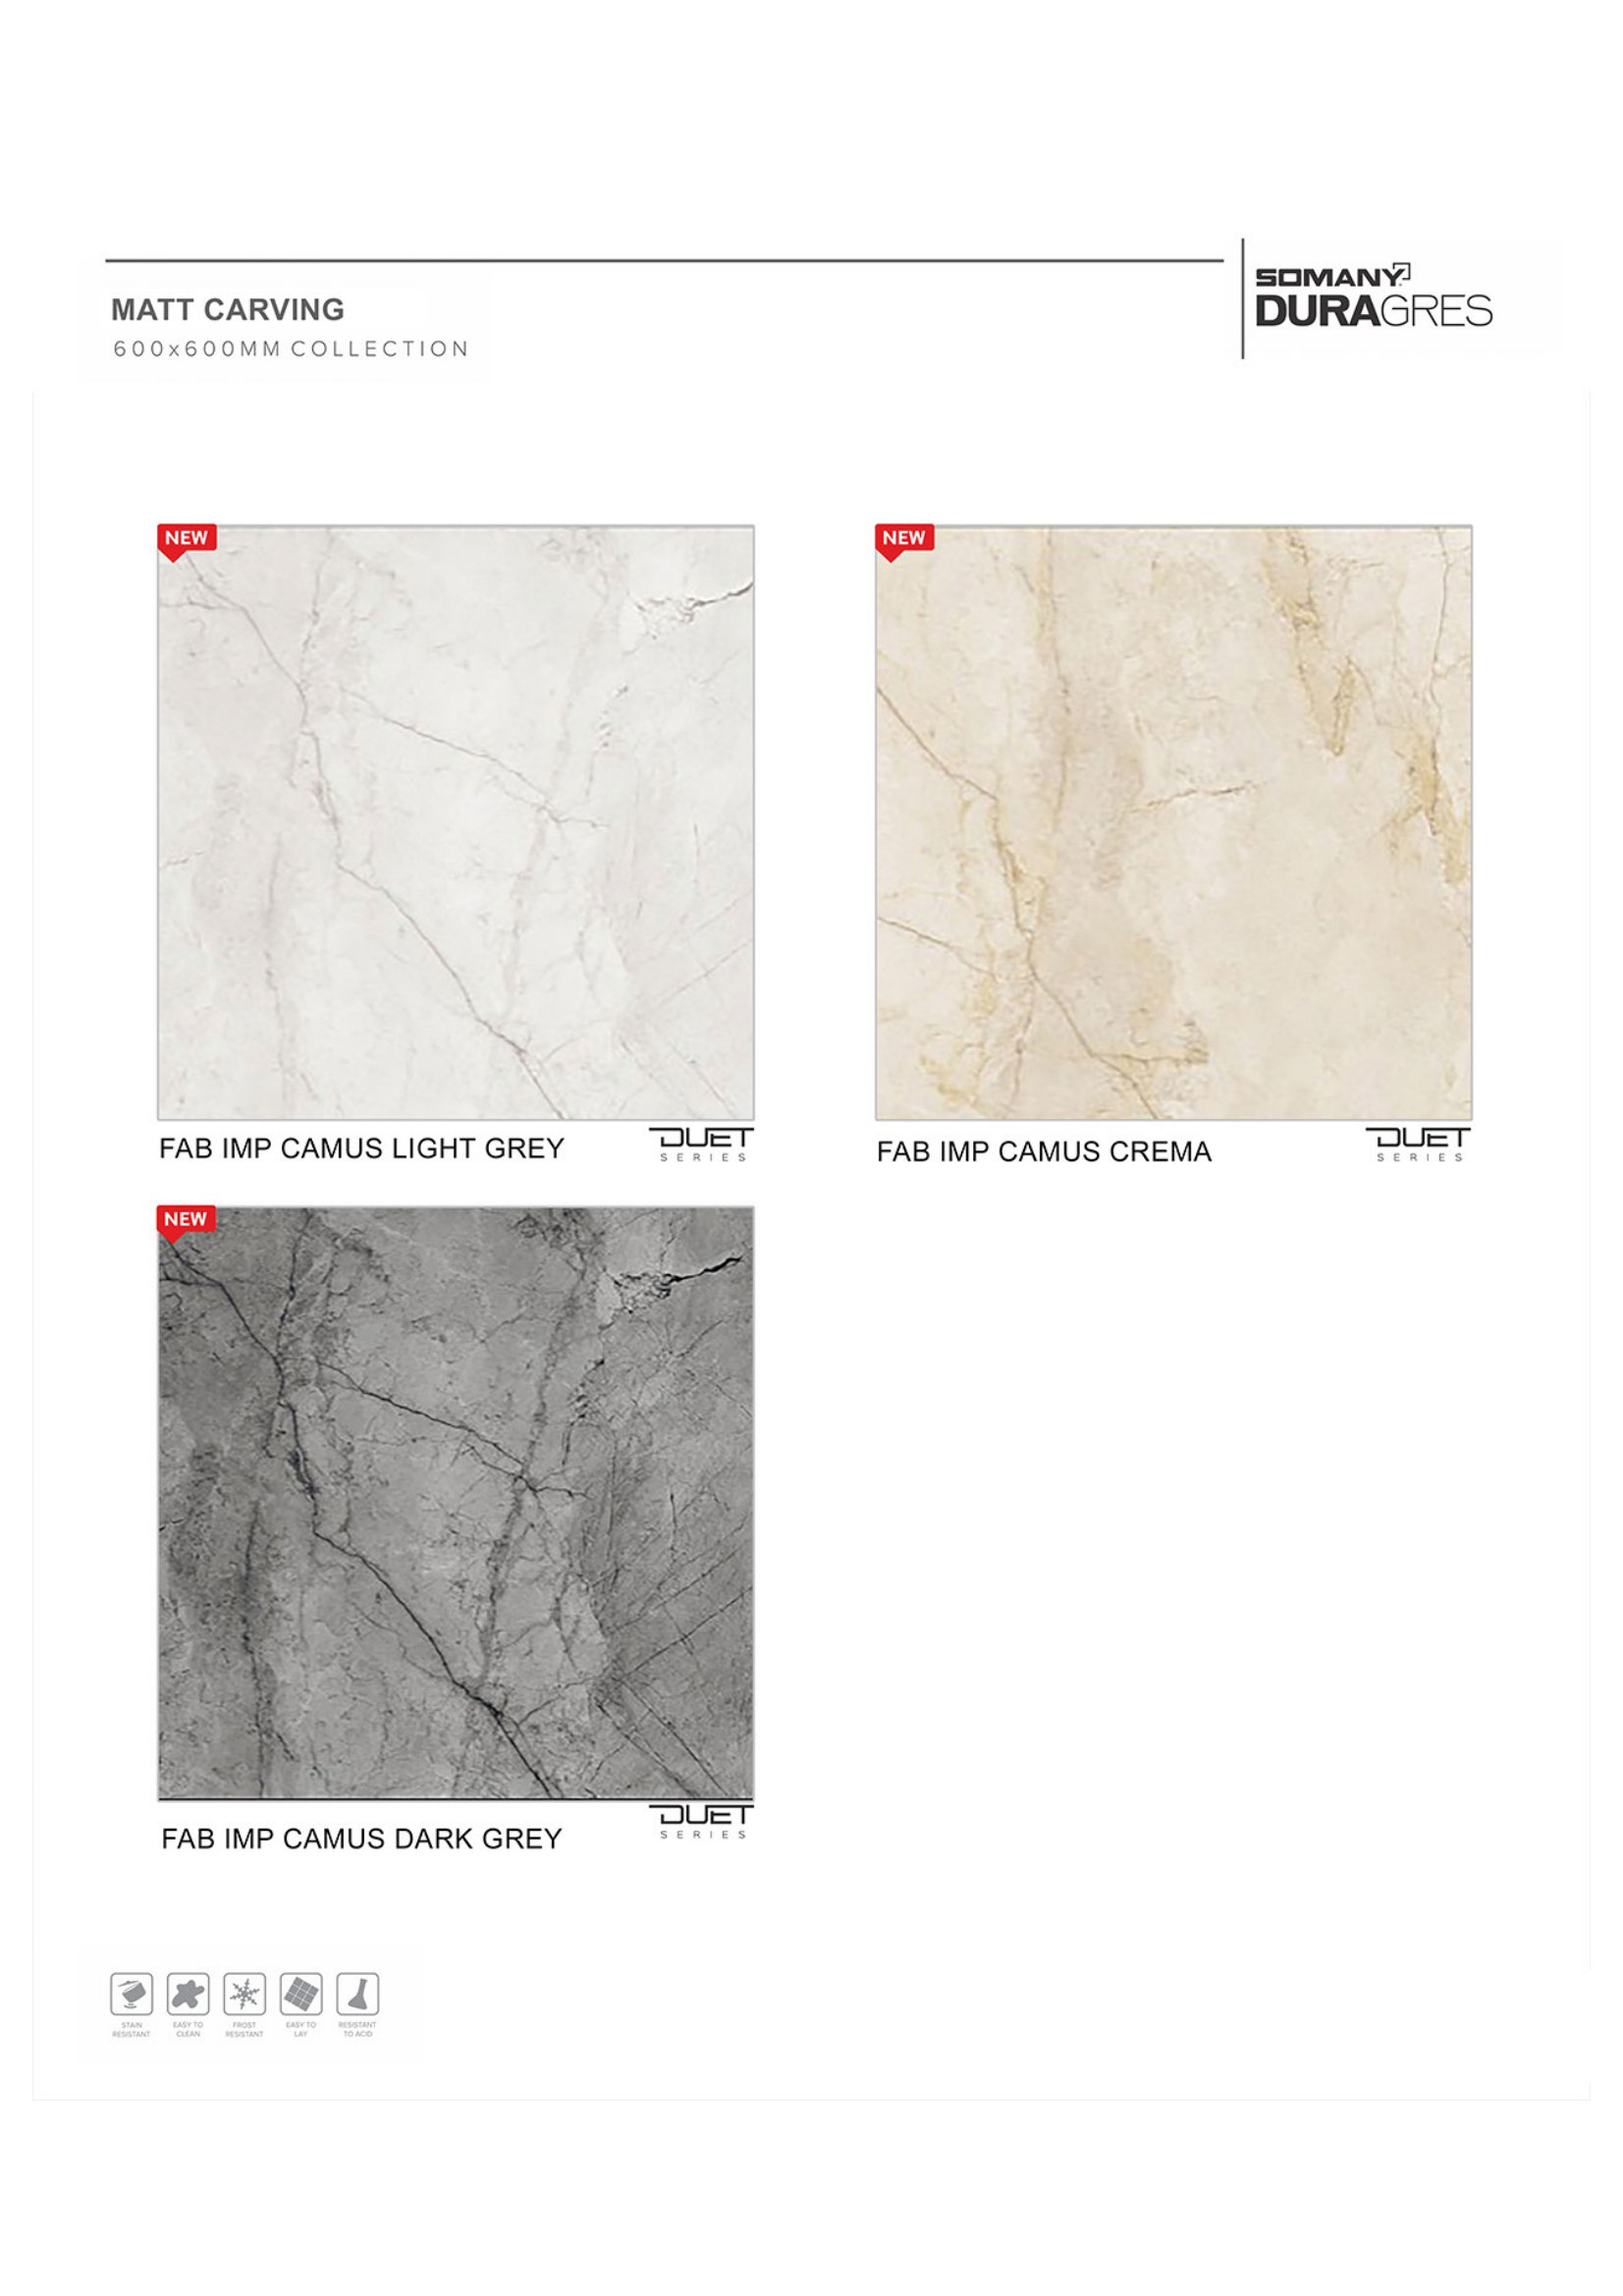 MATT CARVING
600x600MM COLLECTION
SOMANY
DURAGRES
NEW
NEW
FAB IMP CAMUS LIGHT GREY
DUET
SERIES
FAB IMP CAMUS CREMA
DUET
SERIES
NEW
FAB IMP CAMUS DARK GREY
DUET
SERIES
STAIN
RESISTANT
EASY TO
CLEAN
FROST
RESISTANT
EASY TO
LAY
RESISTANT
TO ACID